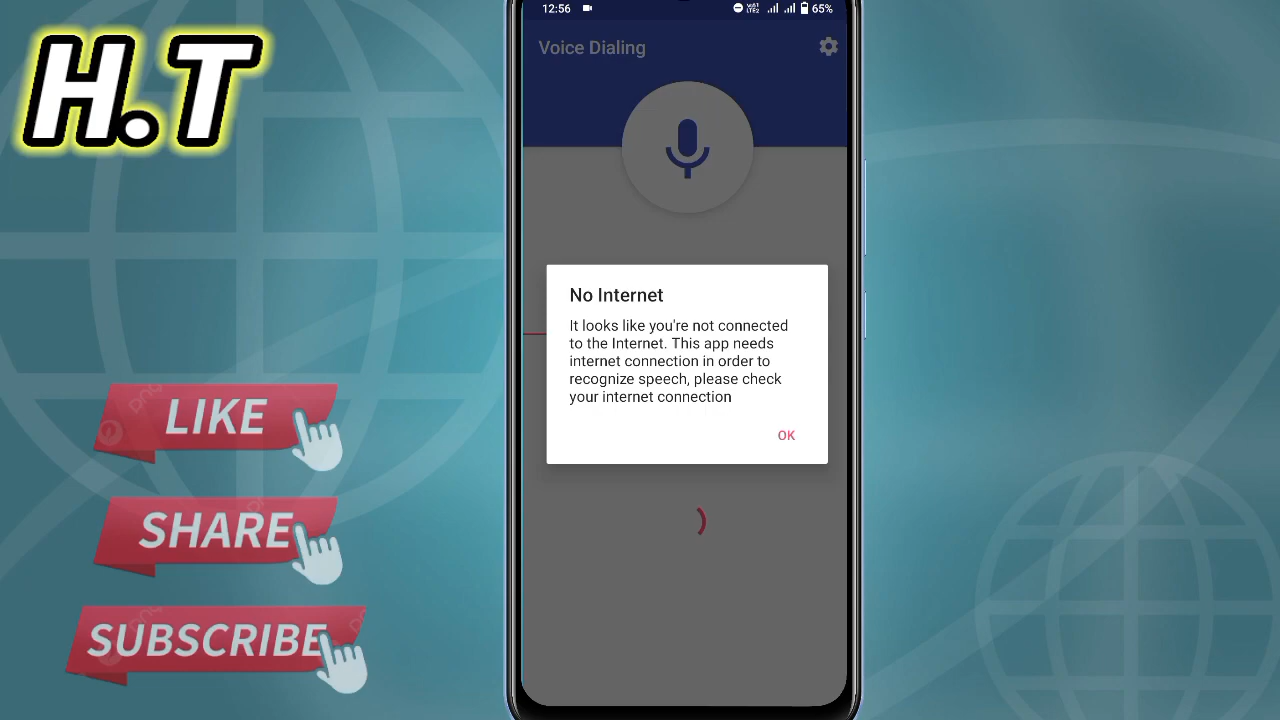 H.T
LIKE
SHARE
SUBSCRIBE
12:56
65%
Voice Dialing
No Internet
It looks like you're not connected
to the Internet. This app needs
internet connection in order to
recognize speech, please check
your internet connection
OK